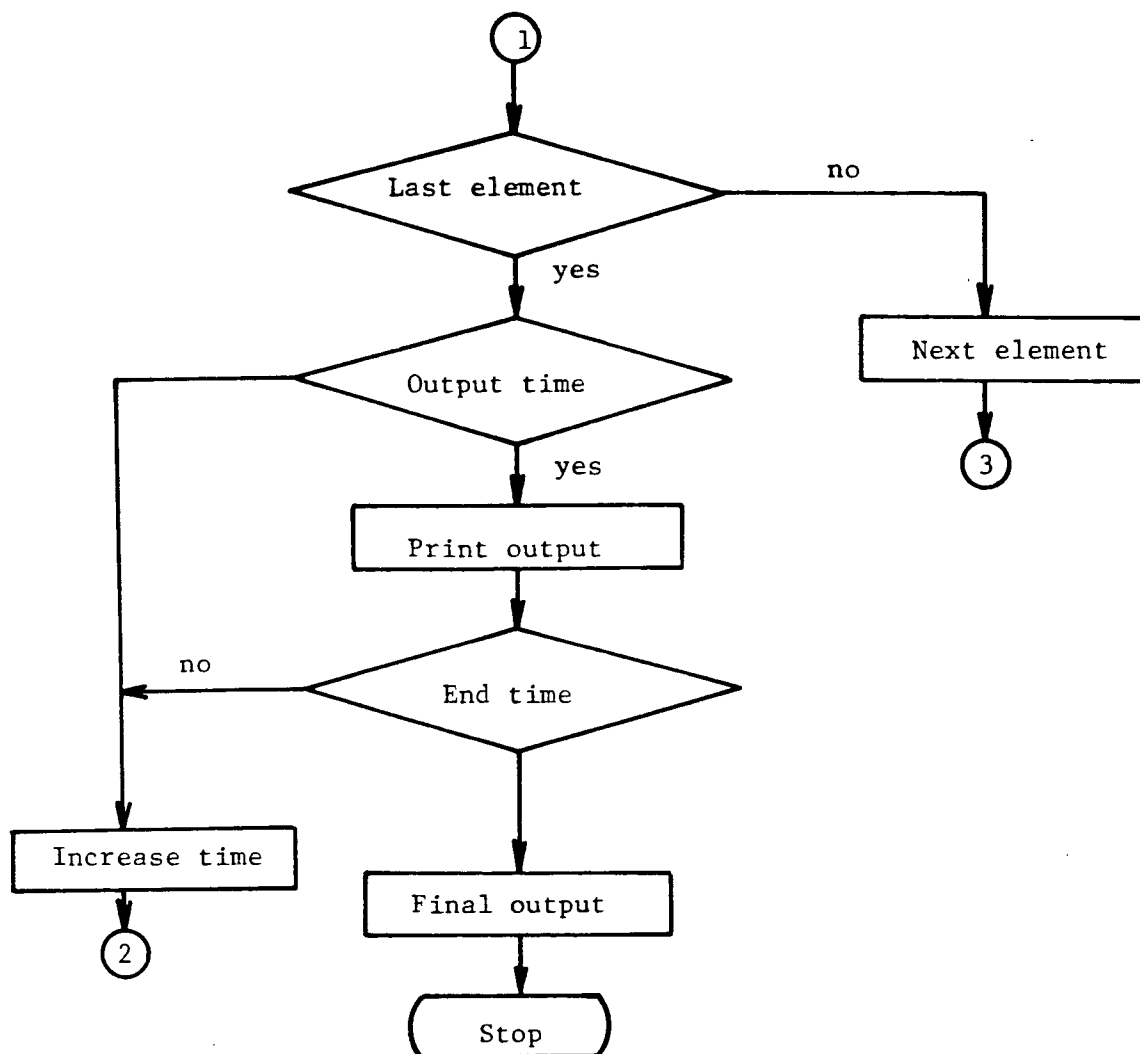 1
Last element
no
yes
Next element
Output time
3
yes
Print output
no
End time
Increase time
Final output
2
Stop